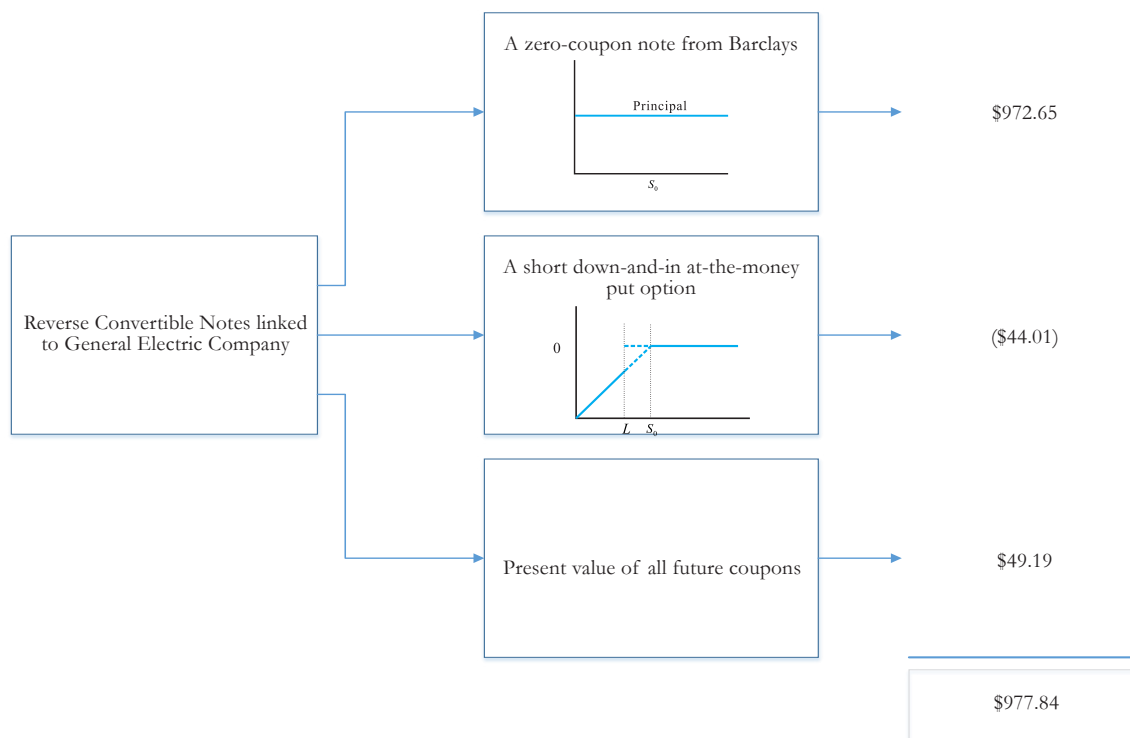 A zero-coupon note from Barclays
Principal
S₀
$972.65
Reverse Convertible Notes linked
to General Electric Company
A short down-and-in at-the-money
put option
0
L S₀
($44.01)
Present value of all future coupons
$49.19
$977.84